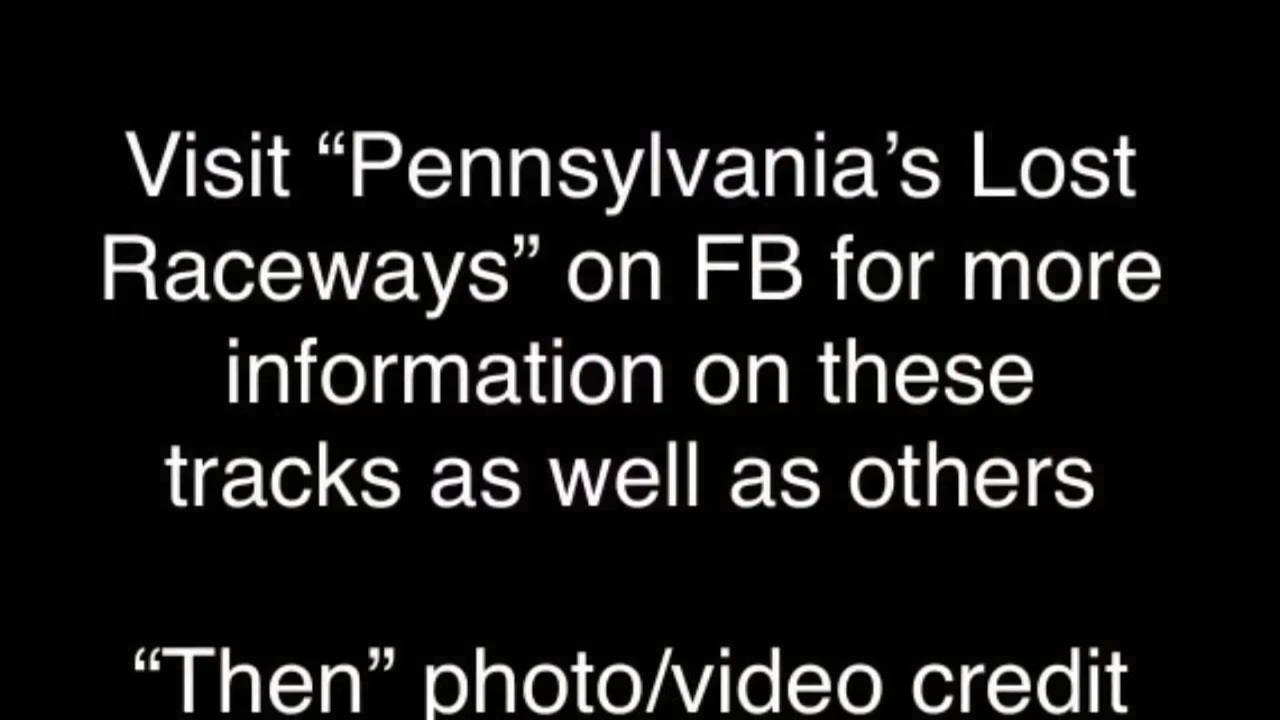 Visit “Pennsylvania’s Lost
Raceways” on FB for more
information on these
tracks as well as others
“Then” photo/video credit